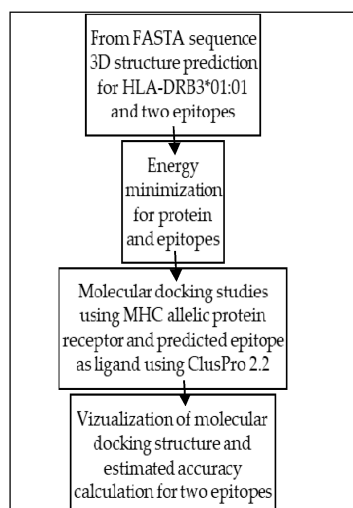 From FASTA sequence
3D structure prediction
for HLA-DRB3*01:01
and two epitopes
Energy
minimization
for protein
and epitopes
Molecular docking studies
using MHC allelic protein
receptor and predicted epitope
as ligand using ClusPro 2.2
Vizualization of molecular
docking structure and
estimated accuracy
calculation for two epitopes